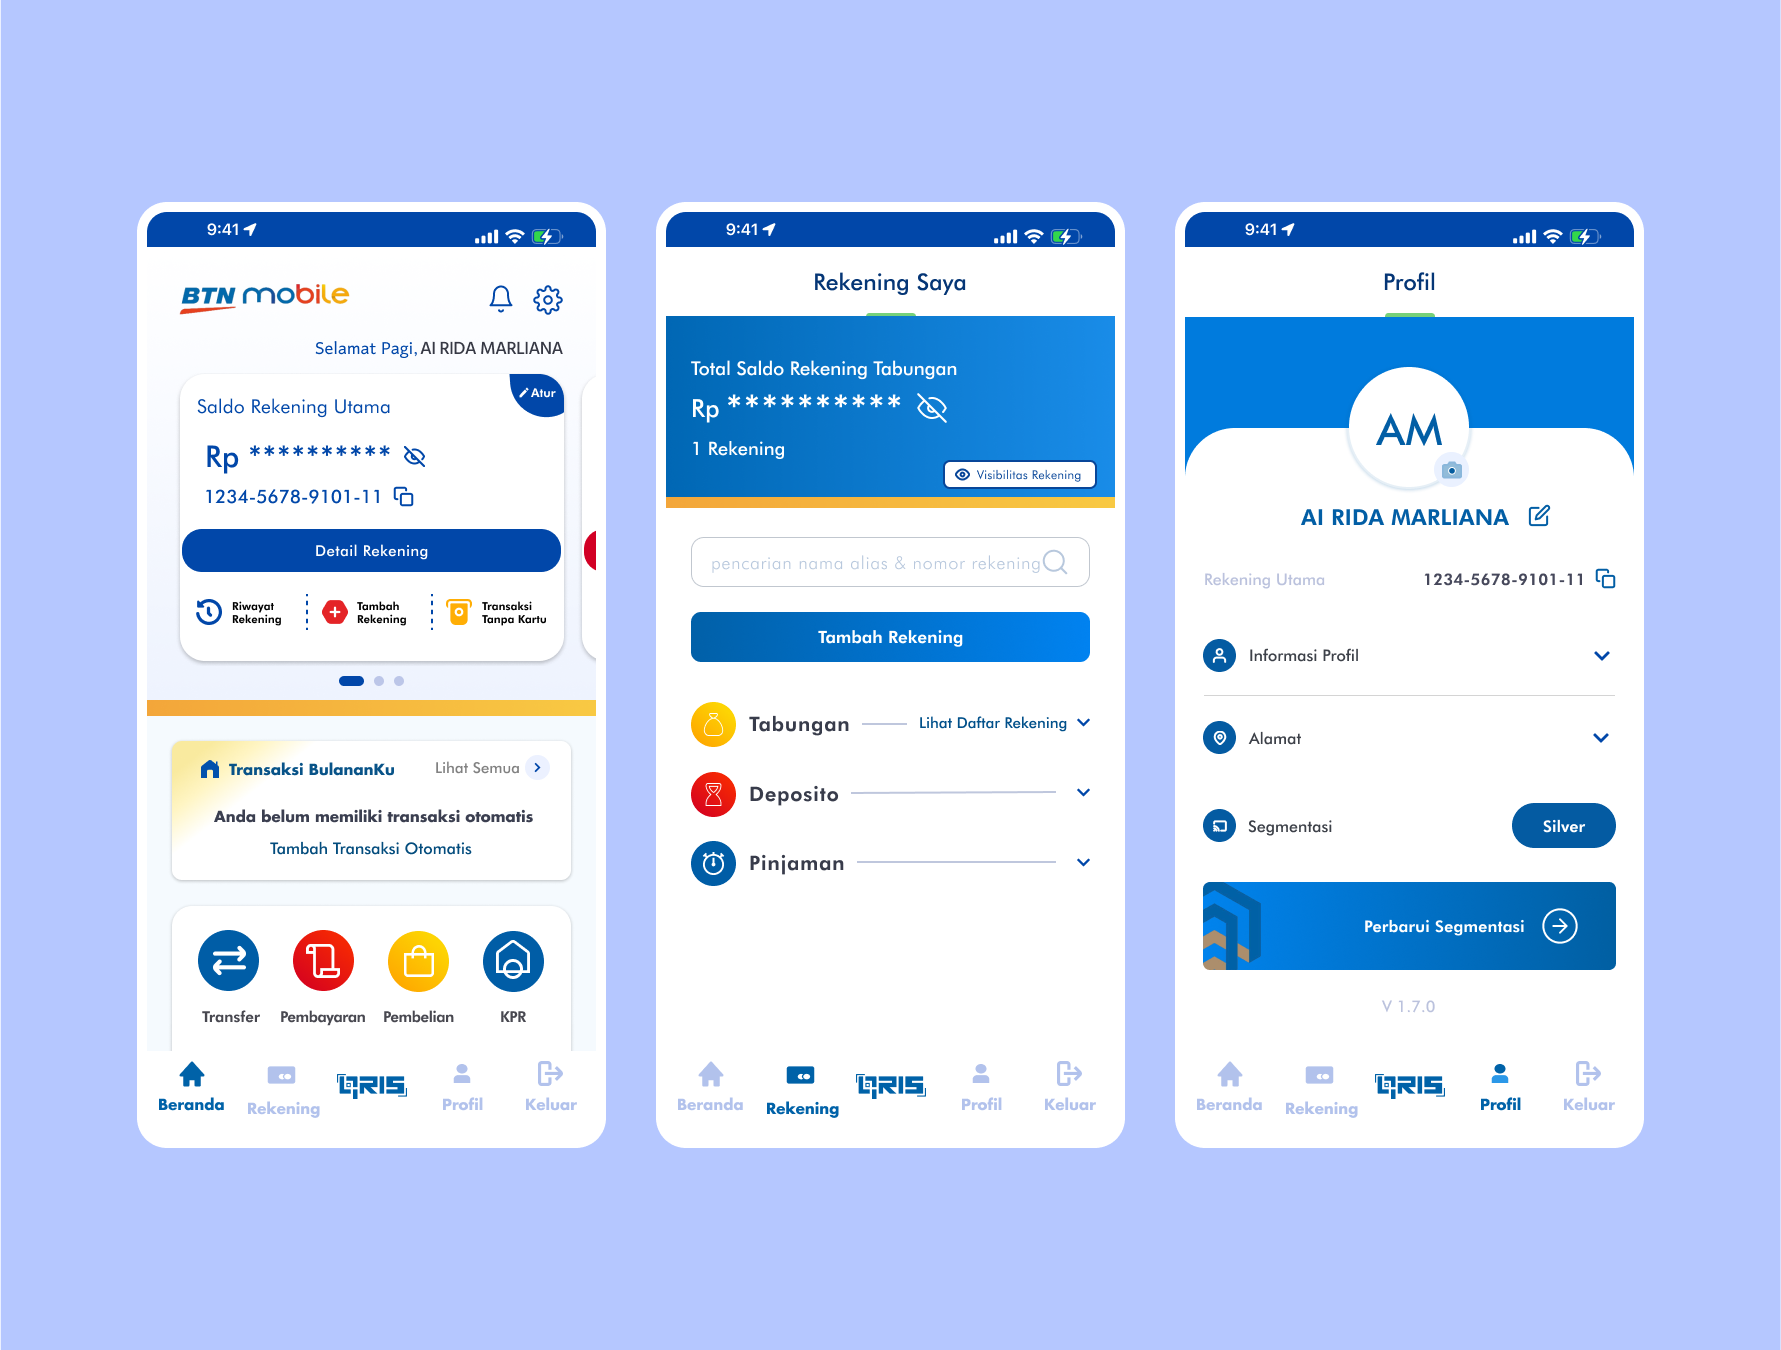 9:41
BTN mobile
Selamat Pagi, AI RIDA MARLIANA
Atur
Saldo Rekening Utama
Rp **********
1234-5678-9101-11
Detail Rekening
Riwayat
Rekening
Tambah
Rekening
Transaksi
Tanpa Kartu
Transaksi BulananKu
Lihat Semua
Anda belum memiliki transaksi otomatis
Tambah Transaksi Otomatis
Transfer
Pembayaran
Pembelian
KPR
Beranda
Rekening
QRIS
Profil
Keluar
9:41
Rekening Saya
Total Saldo Rekening Tabungan
Rp **********
1 Rekening
Visibilitas Rekening
pencarian nama alias & nomor rekening
Tambah Rekening
Tabungan
Lihat Daftar Rekening
Deposito
Pinjaman
Beranda
Rekening
QRIS
Profil
Keluar
9:41
Profil
AM
AI RIDA MARLIANA
Rekening Utama
1234-5678-9101-11
Informasi Profil
Alamat
Segmentasi
Silver
Perbarui Segmentasi
V 1.7.0
Beranda
Rekening
QRIS
Profil
Keluar